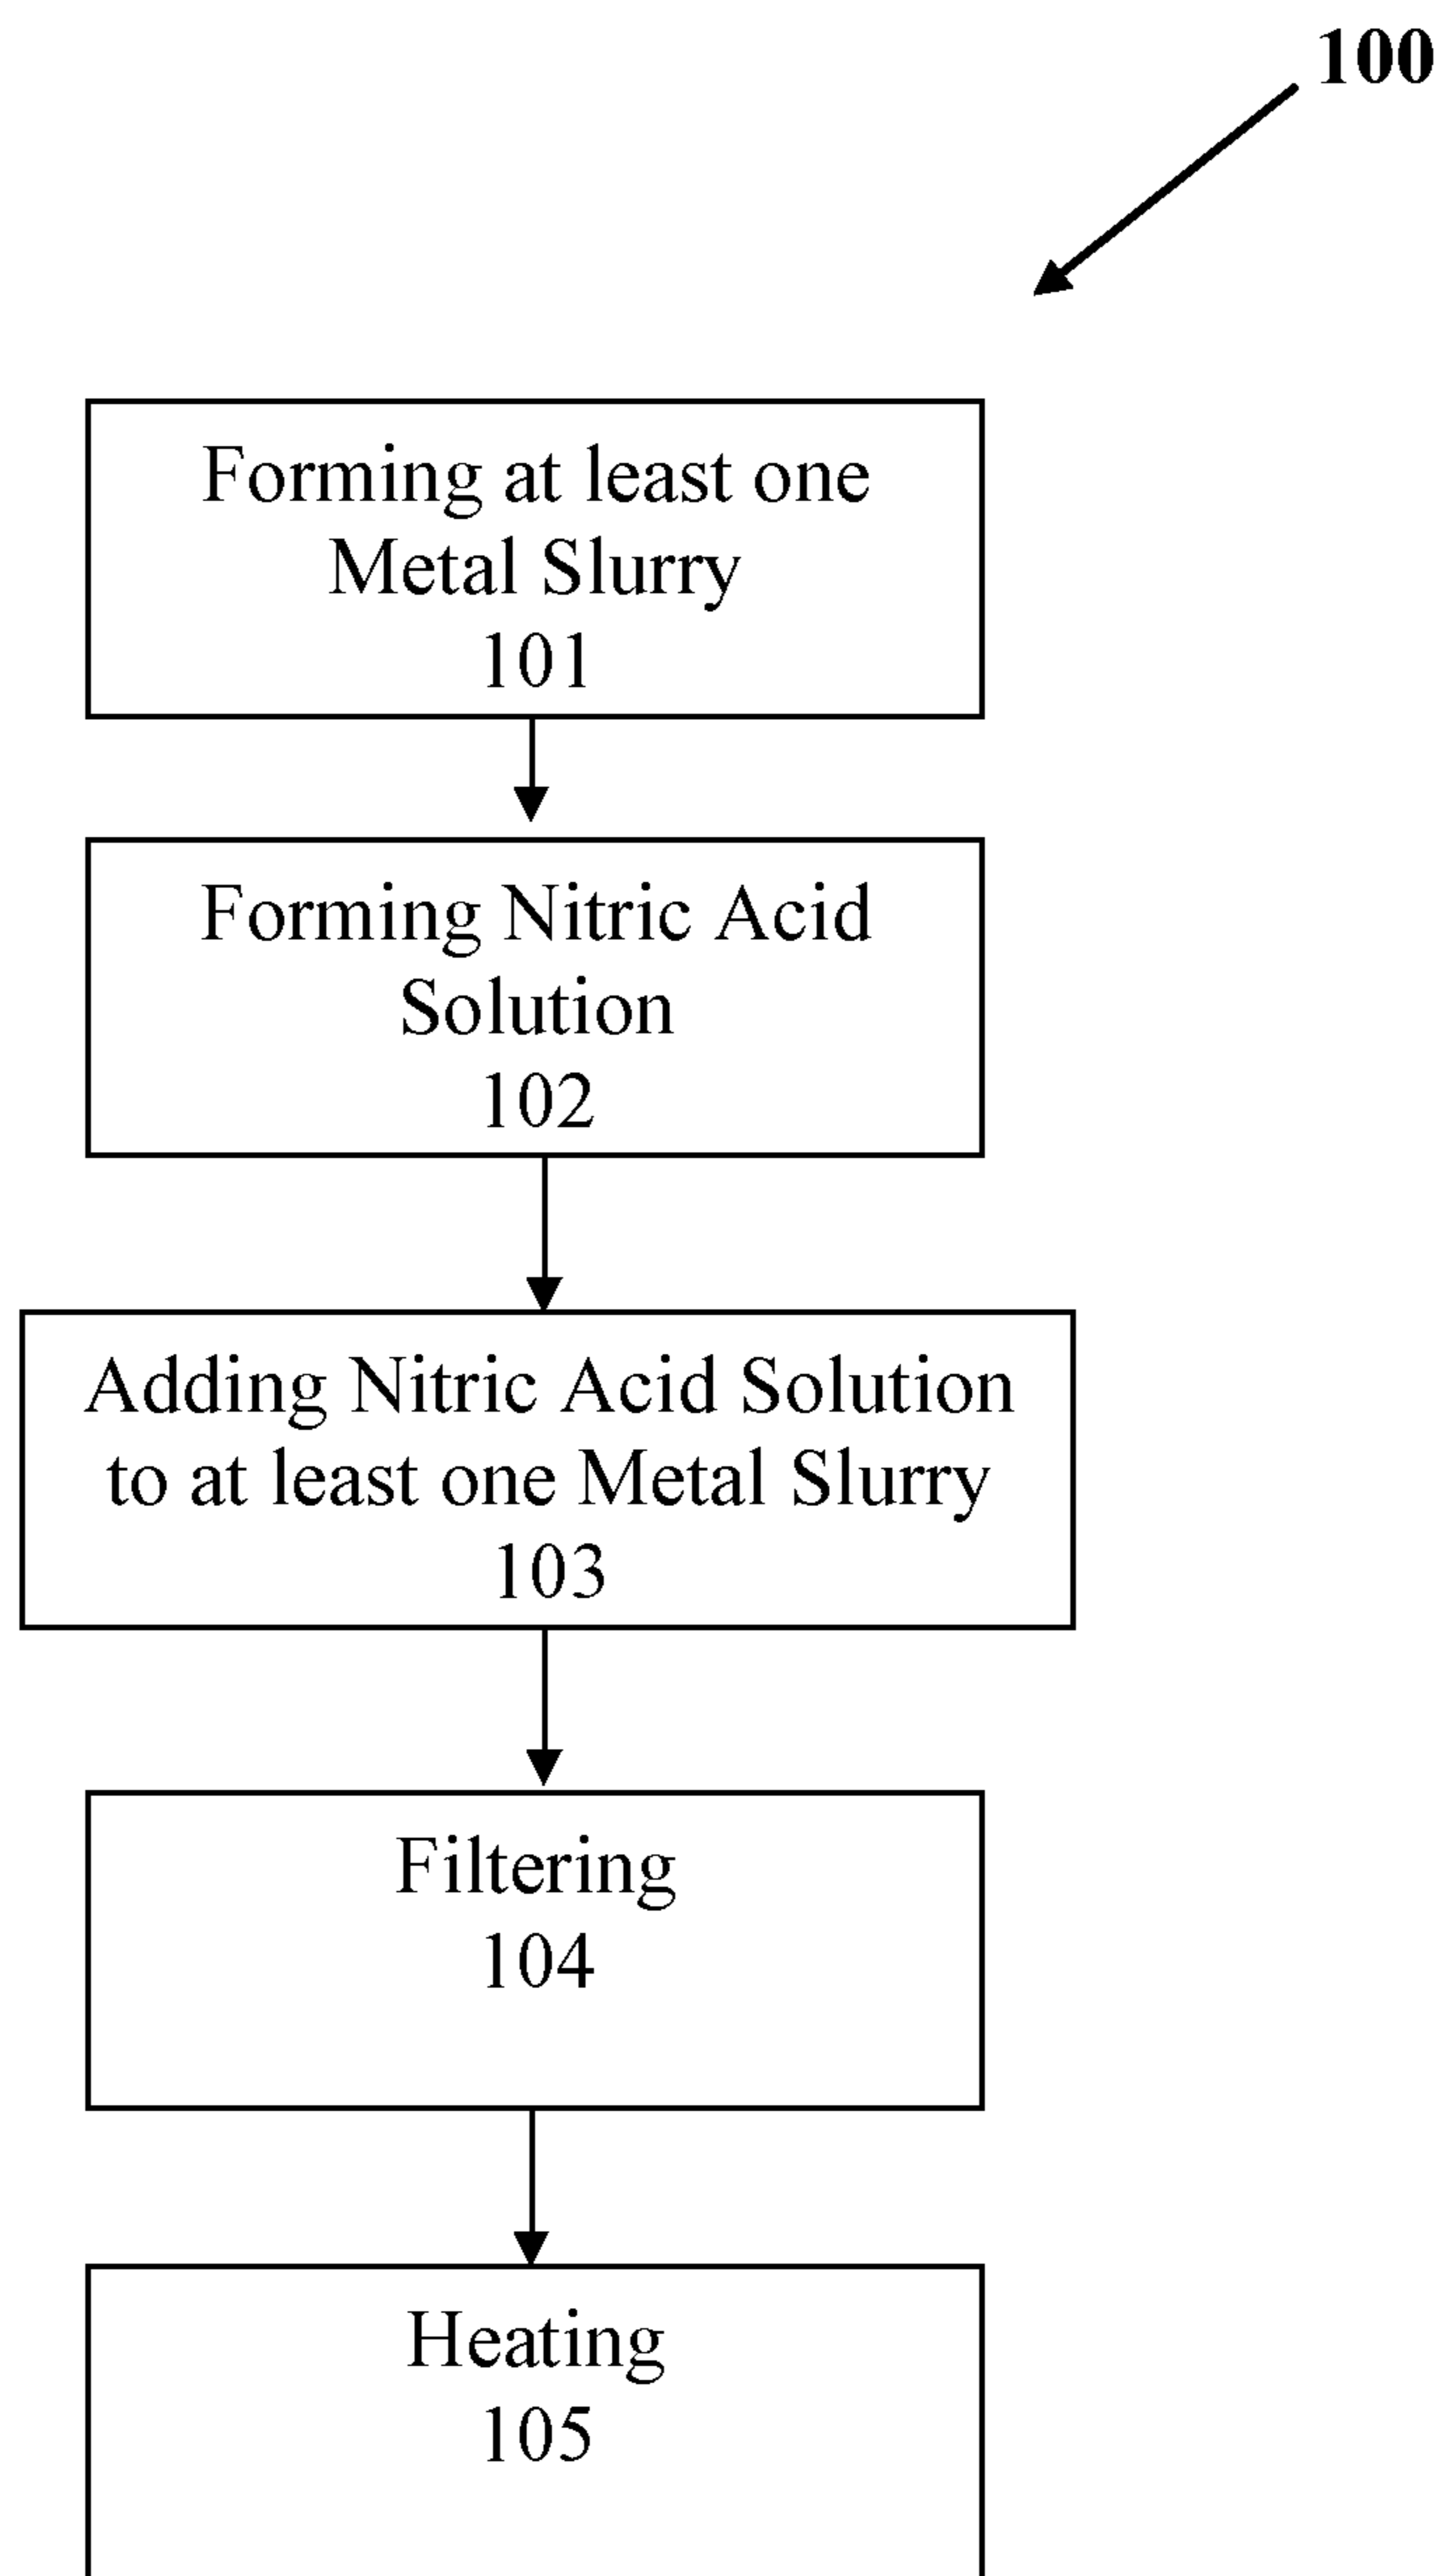 100
Forming at least one
Metal Slurry
101
Forming Nitric Acid
Solution
102
Adding Nitric Acid Solution
to at least one Metal Slurry
103
Filtering
104
Heating
105